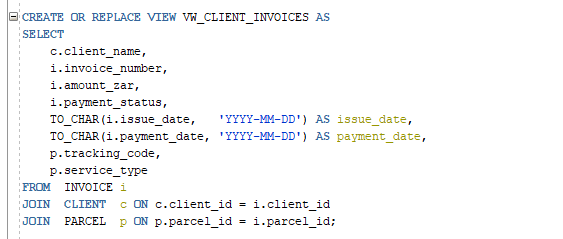 CREATE OR REPLACE VIEW VW_CLIENT_INVOICES AS
SELECT
    c.client_name,
    i.invoice_number,
    i.amount_zar,
    i.payment_status,
    TO_CHAR(i.issue_date,   'YYYY-MM-DD') AS issue_date,
    TO_CHAR(i.payment_date, 'YYYY-MM-DD') AS payment_date,
    p.tracking_code,
    p.service_type
FROM  INVOICE i
JOIN  CLIENT  c ON c.client_id = i.client_id
JOIN  PARCEL  p ON p.parcel_id = i.parcel_id;